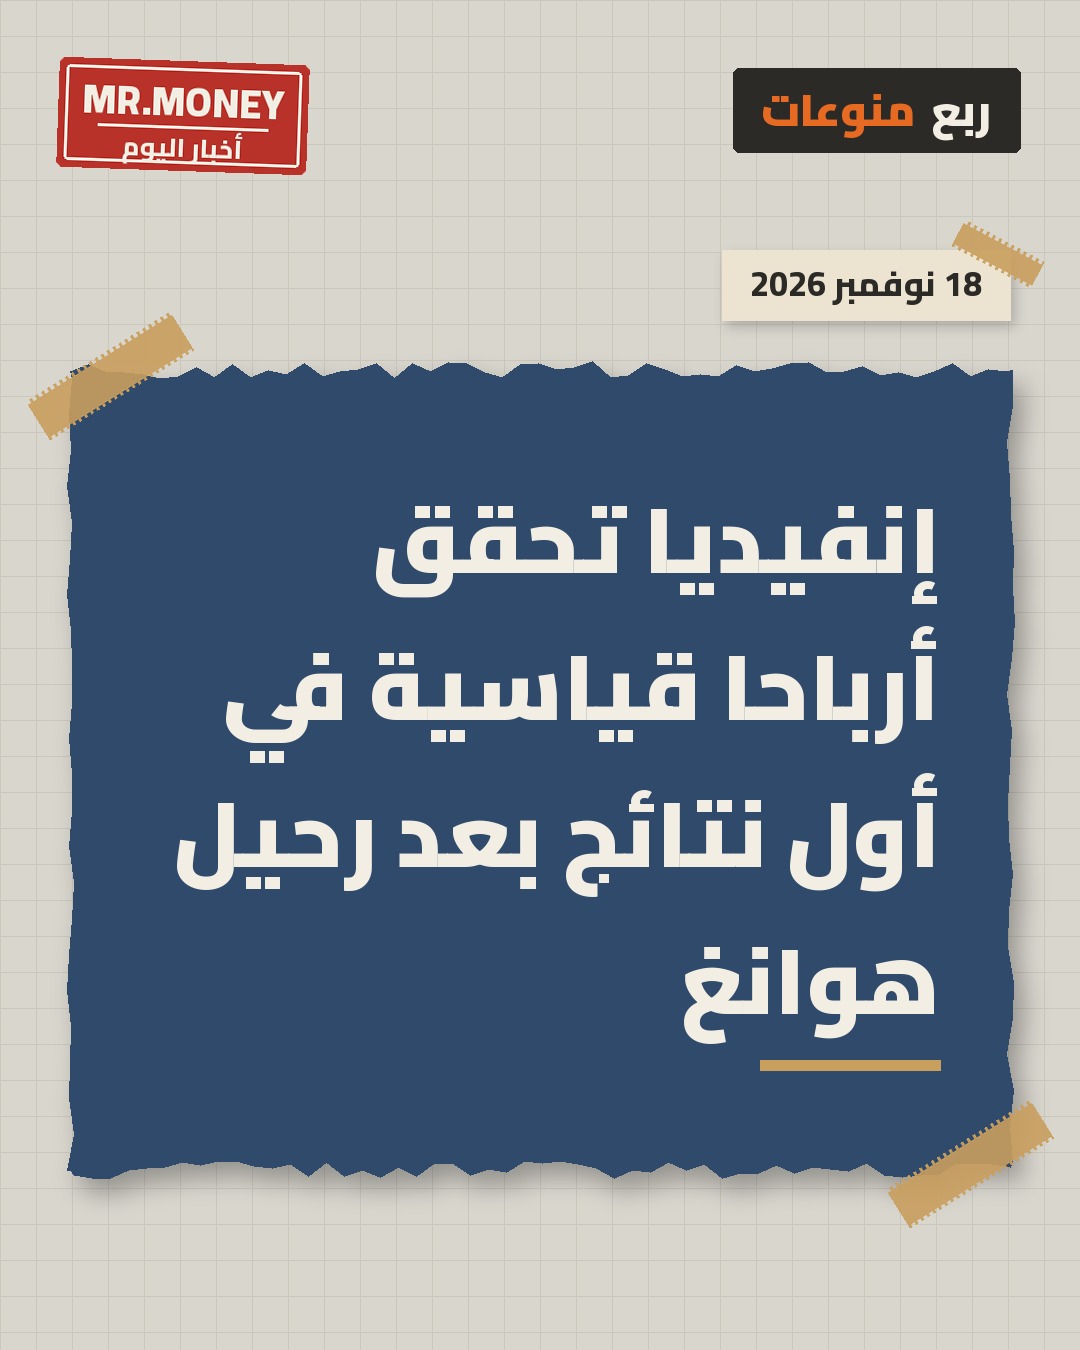 ربع منوعات
MR.MONEY
أخبار اليوم
18 نوفمبر 2026
إنفيديا تحقق
أرباحا قياسية في
أول نتائج بعد رحيل
هوانغ